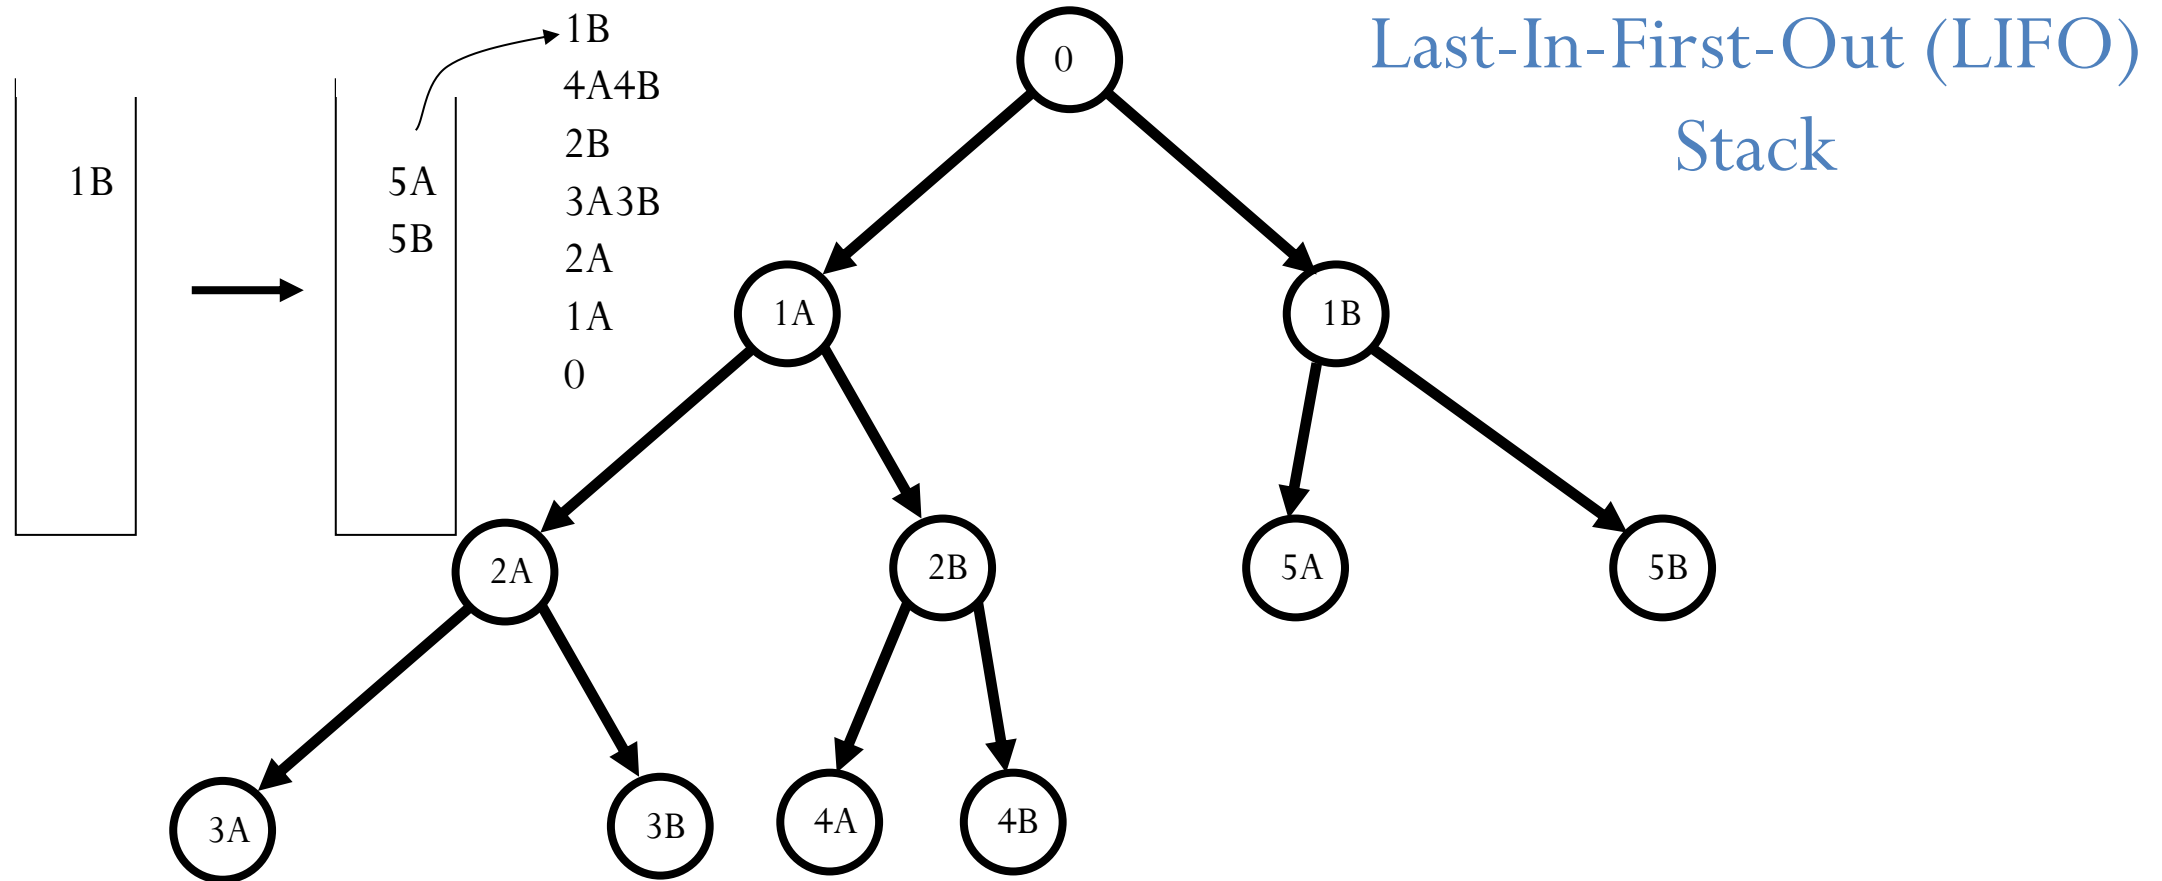 Last-In-First-Out (LIFO)
Stack
1B
5A
5B
1B
4A4B
2B
3A3B
2A
1A
0
0
1A
1B
2A
2B
5A
5B
3A
3B
4A
4B